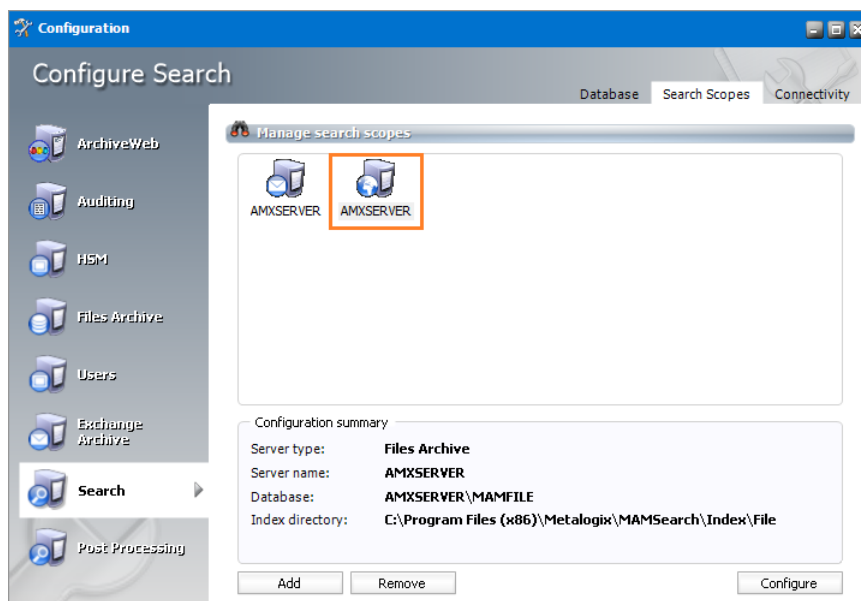 Configuration
Configure Search
Database Search Scopes Connectivity
ArchiveWeb
Auditing
HSM
Files Archive
Users
Exchange
Archive
Search
Post Processing
Manage search scopes
AMXSERVER AMXSERVER
Configuration summary
Server type: Files Archive
Server name: AMXSERVER
Database: AMXSERVER\MAMFILE
Index directory: C:\Program Files (x86)\Metalogix\MAMSearch\Index\File
Add Remove Configure